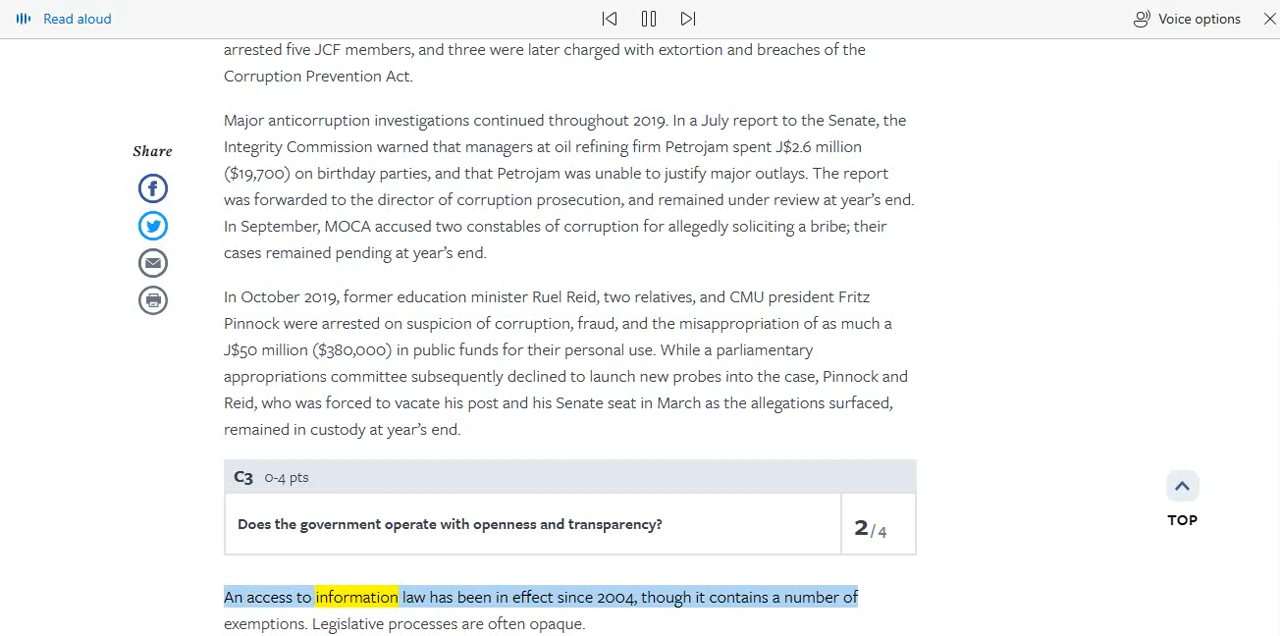 Read aloud
Voice options
arrested five JCF members, and three were later charged with extortion and breaches of the
Corruption Prevention Act.
Major anticorruption investigations continued throughout 2019. In a July report to the Senate, the
Integrity Commission warned that managers at oil refining firm Petrojam spent J$2.6 million
($19,700) on birthday parties, and that Petrojam was unable to justify major outlays. The report
was forwarded to the director of corruption prosecution, and remained under review at year’s end.
In September, MOCA accused two constables of corruption for allegedly soliciting a bribe; their
cases remained pending at year’s end.
Share
In October 2019, former education minister Ruel Reid, two relatives, and CMU president Fritz
Pinnock were arrested on suspicion of corruption, fraud, and the misappropriation of as much a
J$50 million ($380,000) in public funds for their personal use. While a parliamentary
appropriations committee subsequently declined to launch new probes into the case, Pinnock and
Reid, who was forced to vacate his post and his Senate seat in March as the allegations surfaced,
remained in custody at year’s end.
C3 0-4 pts
Does the government operate with openness and transparency?
2/4
TOP
An access to information law has been in effect since 2004, though it contains a number of
exemptions. Legislative processes are often opaque.